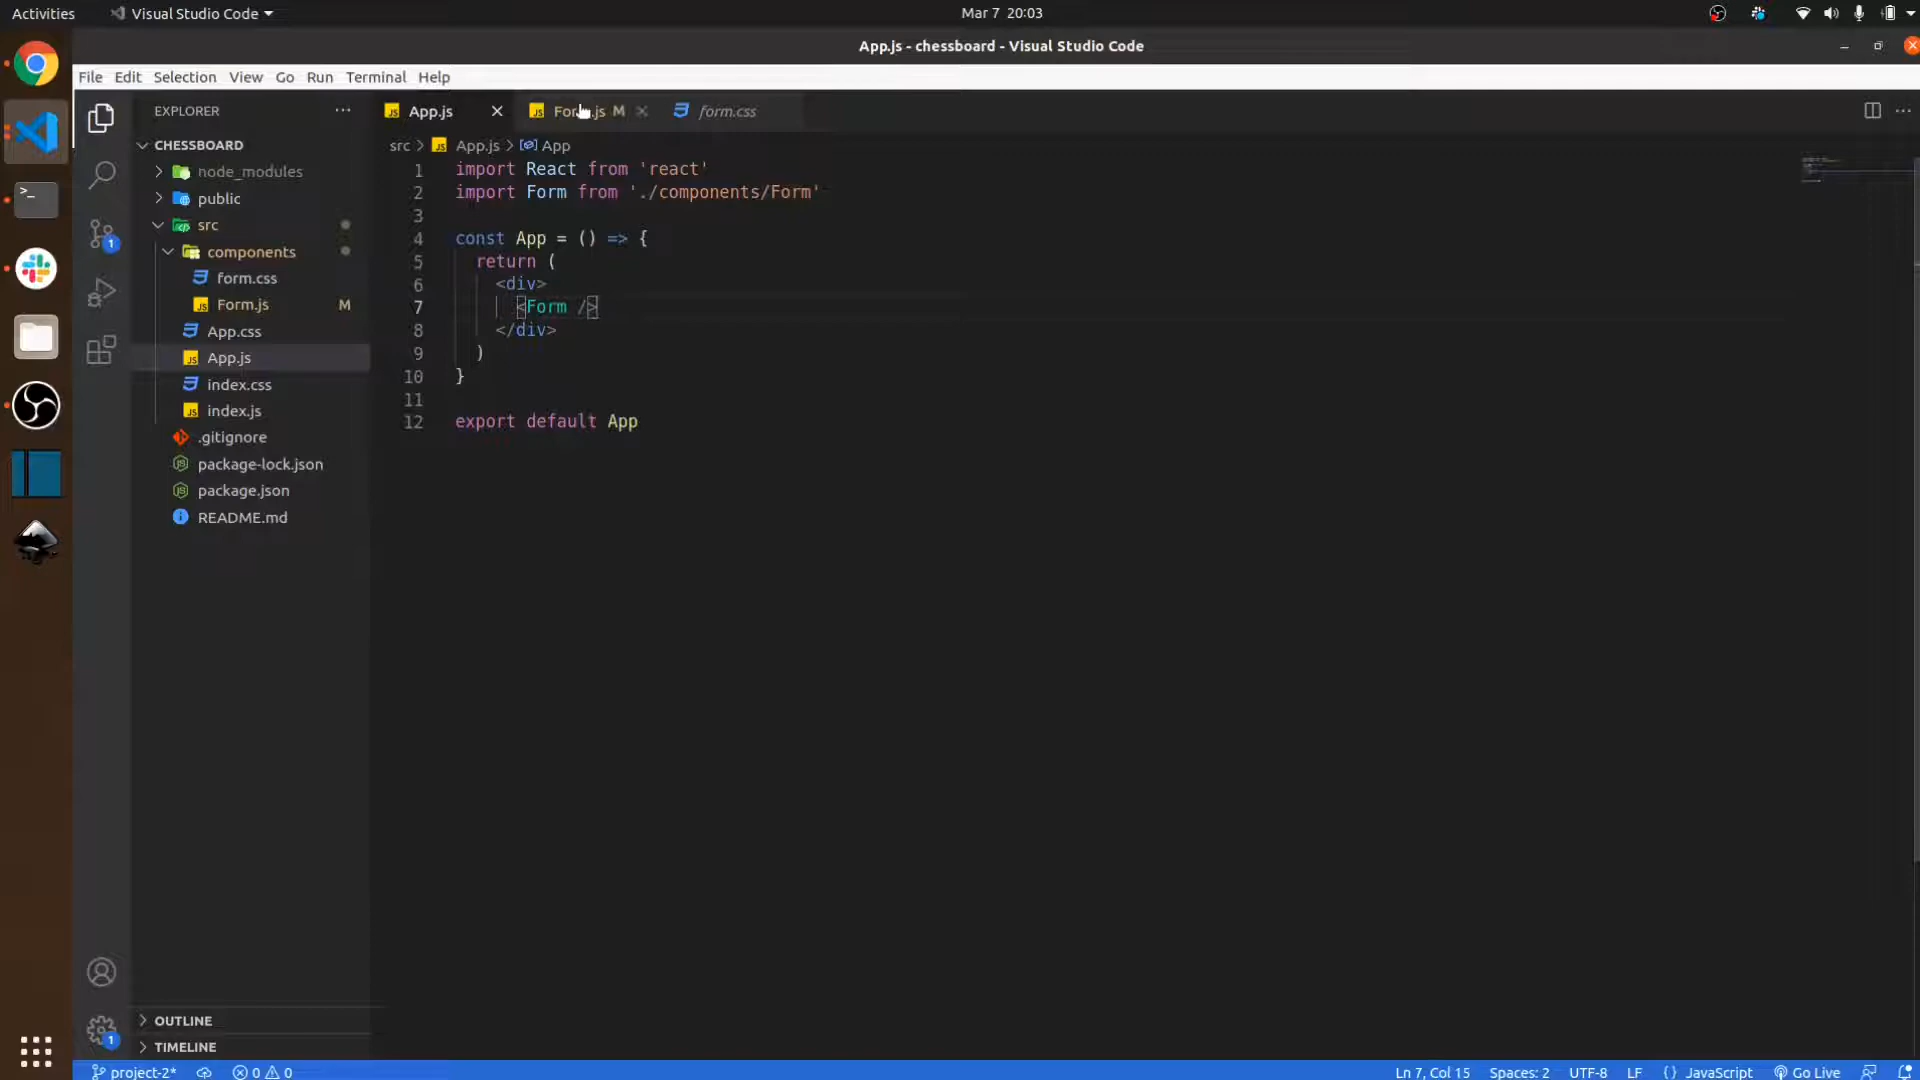 Activities
Visual Studio Code
Mar 7 20:03
App.js - chessboard - Visual Studio Code
File Edit Selection View Go Run Terminal Help
EXPLORER
App.js
M
form.css
CHESSBOARD
src > App.js > App
node_modules
public
src
components
form.css
Form.js M
App.css
App.js
index.css
index.js
.gitignore
package-lock.json
package.json
README.md
1 import React from 'react'
2 import Form from './components/Form'
3
4 const App = () => {
5 return (
6 <div>
7 <Form />
8 </div>
9 )
10 }
11
12 export default App
1
1
OUTLINE
TIMELINE
project-2* 0 0
Ln 7, Col 15 Spaces: 2 UTF-8 LF {} JavaScript Go Live